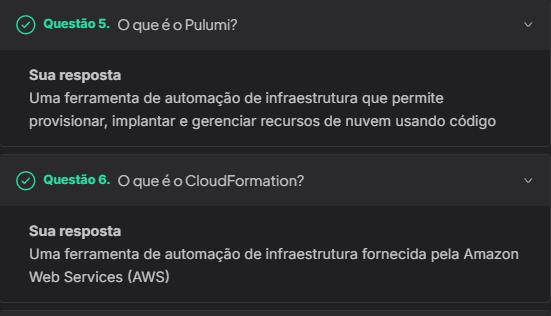 Questão 5. O que é o Pulumi?
Sua resposta
Uma ferramenta de automação de infraestrutura que permite
provisionar, implantar e gerenciar recursos de nuvem usando código
Questão 6. O que é o CloudFormation?
Sua resposta
Uma ferramenta de automação de infraestrutura fornecida pela Amazon
Web Services (AWS)